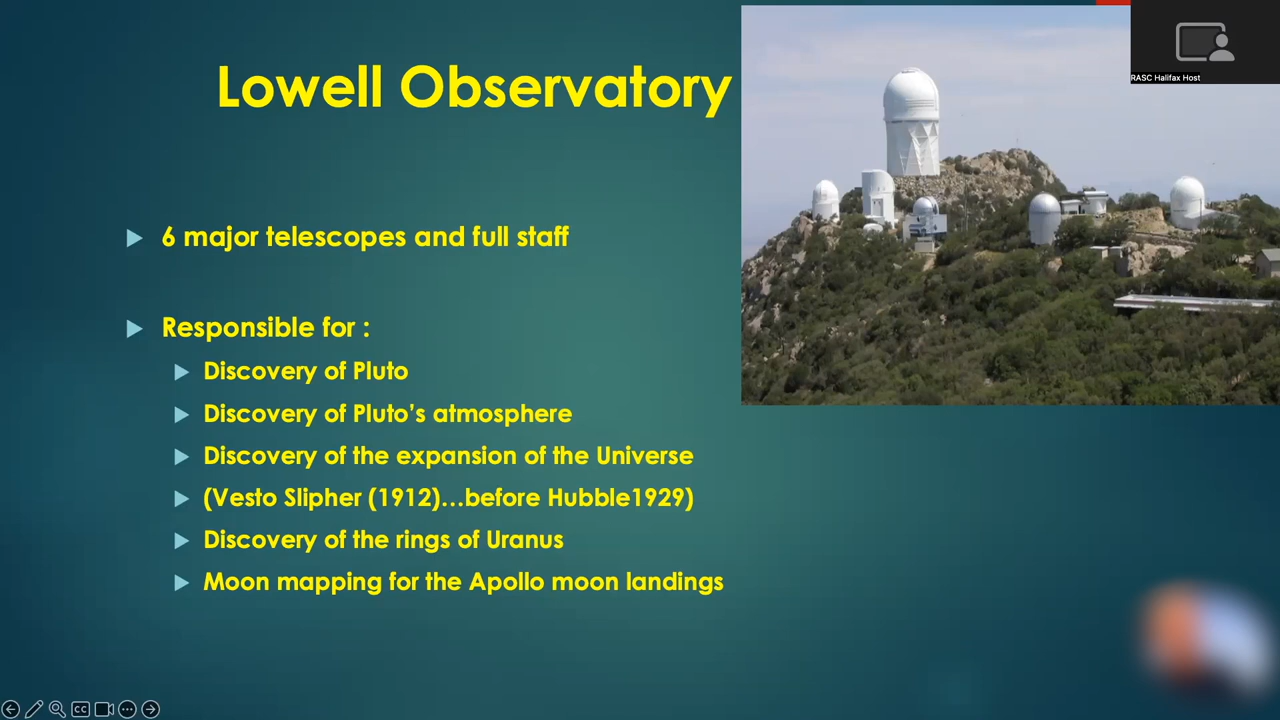 Lowell Observatory
RASC Halifax Host
6 major telescopes and full staff
Responsible for :
Discovery of Pluto
Discovery of Pluto’s atmosphere
Discovery of the expansion of the Universe
(Vesto Slipher (1912)…before Hubble1929)
Discovery of the rings of Uranus
Moon mapping for the Apollo moon landings
CC